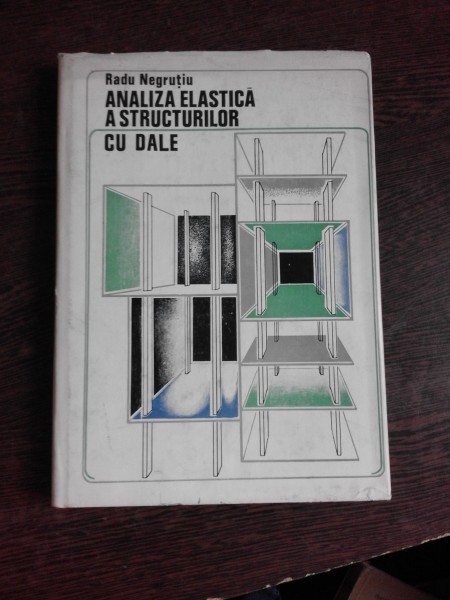 Radu Negruțiu
ANALIZA ELASTICĂ
A STRUCTURILOR
CU DALE